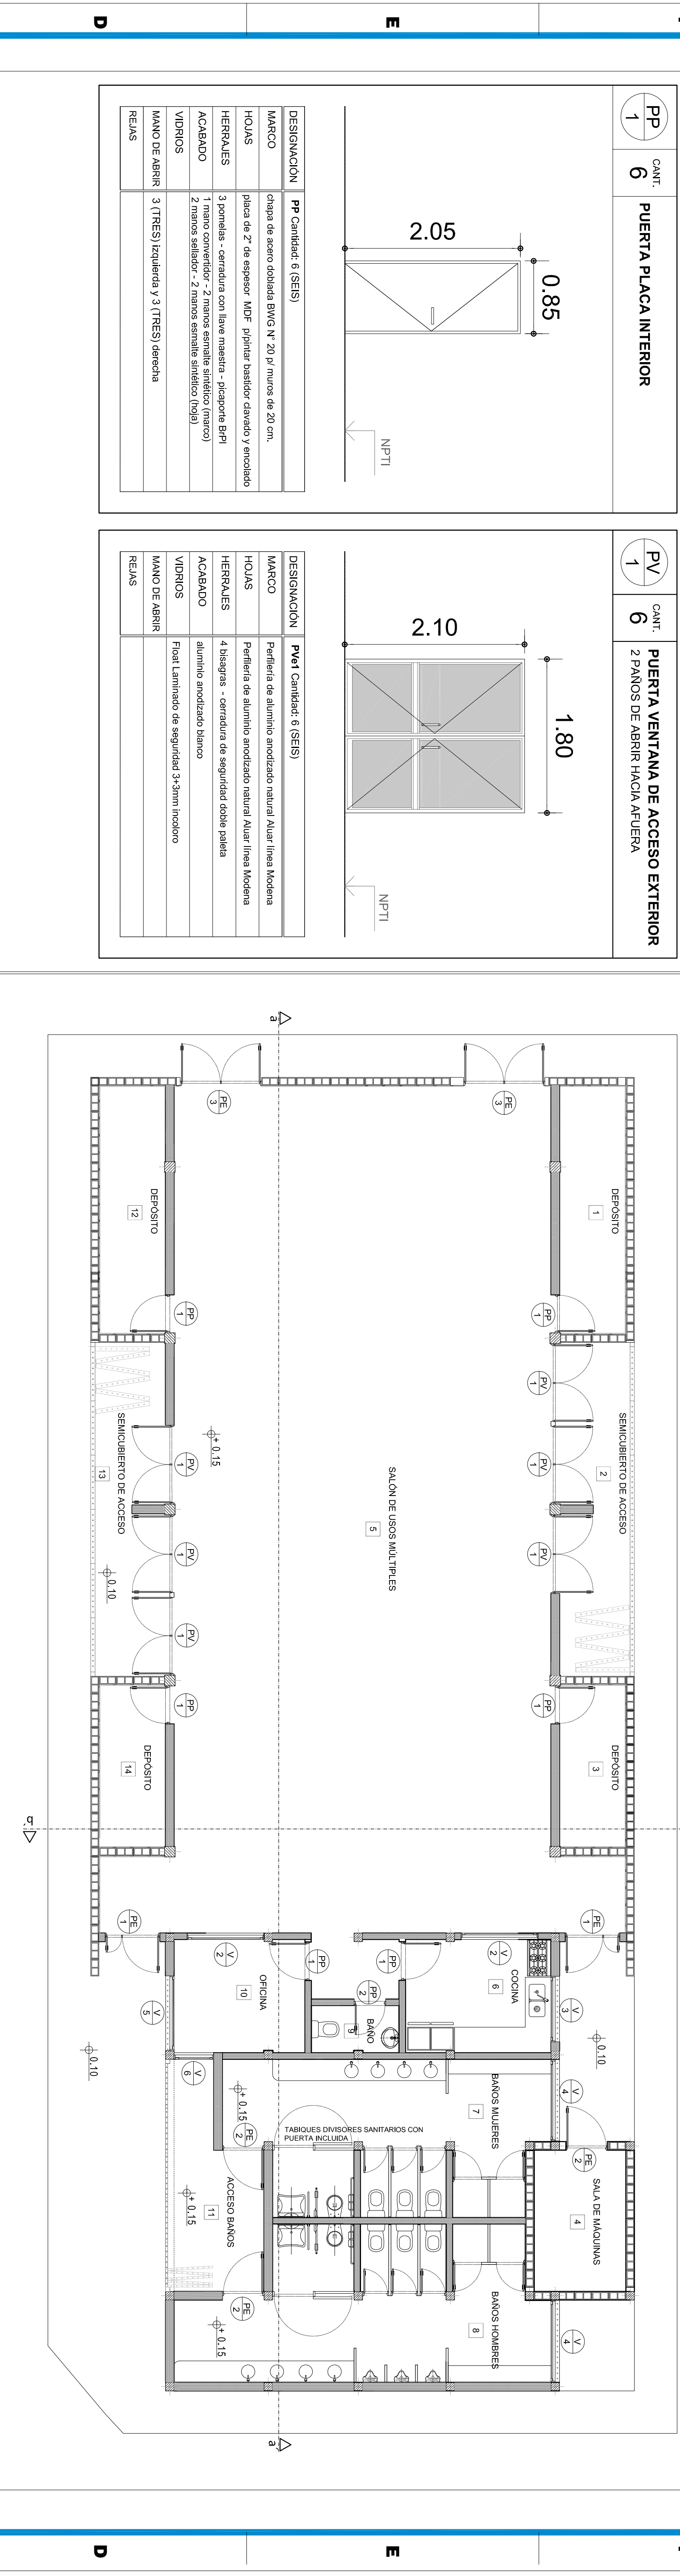 D
E
PP
1
CANT.
6
PUERTA PLACA INTERIOR
2.05
0.85
NPTI
DESIGNACIÓN PP Cantidad: 6 (SEIS)
MARCO chapa de acero doblada BWG N° 20 p/ muros de 20 cm.
HOJAS placa de 2" de espesor MDF p/pintar bastidor clavado y encolado
HERRAJES 3 pomelas - cerradura con llave maestra - picaporte BrPl
ACABADO 1 mano convertidor - 2 manos esmalte sintético (marco)
2 manos sellador - 2 manos esmalte sintético (hoja)
VIDRIOS
MANO DE ABRIR 3 (TRES) Izquierda y 3 (TRES) derecha
REJAS
PV
1
CANT.
6
PUERTA VENTANA DE ACCESO EXTERIOR
2 PAÑOS DE ABRIR HACIA AFUERA
2.10
1.80
NPTI
DESIGNACIÓN PVe1 Cantidad: 6 (SEIS)
MARCO Perfilería de aluminio anodizado natural Aluar línea Modena
HOJAS Perfilería de aluminio anodizado natural Aluar línea Modena
HERRAJES 4 bisagras - cerradura de seguridad doble paleta
ACABADO aluminio anodizado blanco
VIDRIOS Float Laminado de seguridad 3+3mm incoloro
MANO DE ABRIR
REJAS
a
PE
3
PE
3
DEPÓSITO
12
DEPÓSITO
1
PP
1
PP
1
PV
1
SEMICUBIERTO DE ACCESO
13
+ 0.15
PV
1
PV
1
SALÓN DE USOS MÚLTIPLES
5
SEMICUBIERTO DE ACCESO
2
PV
1
PV
1
0.10
PV
1
PV
1
PP
1
PP
1
DEPÓSITO
14
DEPÓSITO
3
b'
PE
1
PE
1
V
2
V
2
PP
1
PP
1
PP
2
OFICINA
10
BAÑO
9
COCINA
6
V
5
V
3
0.10
0.10
V
6
V
4
+ 0.15
PE
2
TABIQUES DIVISORES SANITARIOS CON
PUERTA INCLUIDA
BAÑOS MUJERES
7
PE
2
SALA DE MÁQUINAS
4
ACCESO BAÑOS
11
+ 0.15
PE
2
+ 0.15
BAÑOS HOMBRES
8
V
4
a'
D
E